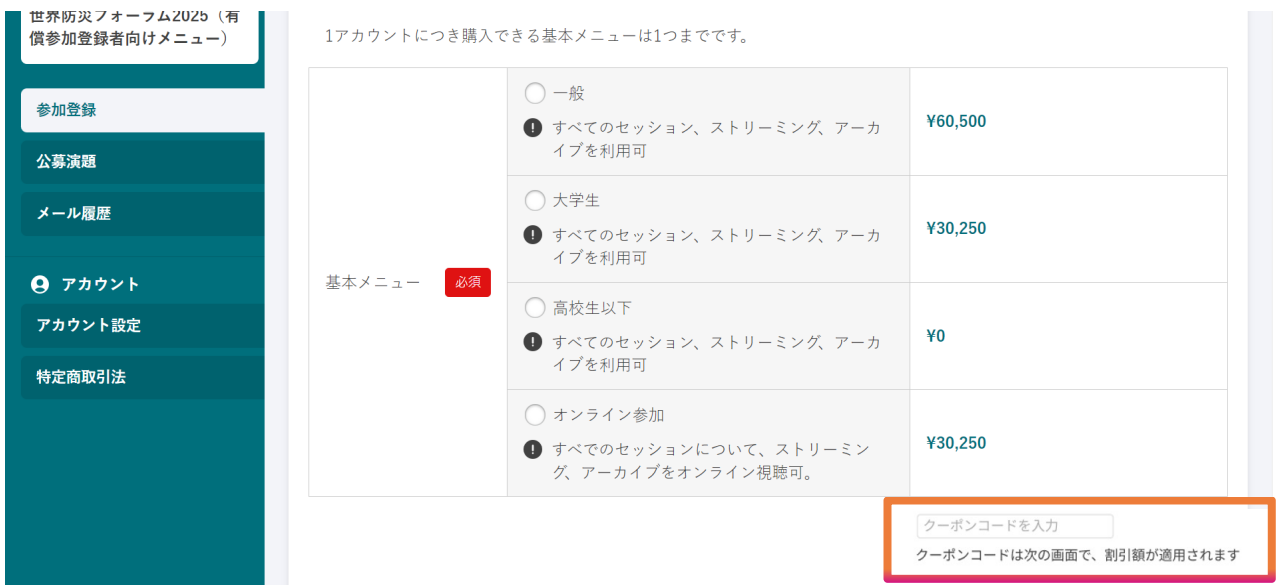 世界防災フォーラム2025（有
償参加登録者向けメニュー）
参加登録
公募演題
メール履歴
アカウント
アカウント設定
特定商取引法
1アカウントにつき購入できる基本メニューは1つまでです。
基本メニュー 必須
一般
すべてのセッション、ストリーミング、アーカ
イブを利用可
¥60,500
大学生
すべてのセッション、ストリーミング、アーカ
イブを利用可
¥30,250
高校生以下
すべてのセッション、ストリーミング、アーカ
イブを利用可
¥0
オンライン参加
すべでのセッションについて、ストリーミン
グ、アーカイブをオンライン視聴可。
¥30,250
クーポンコードを入力
クーポンコードは次の画面で、割引額が適用されます